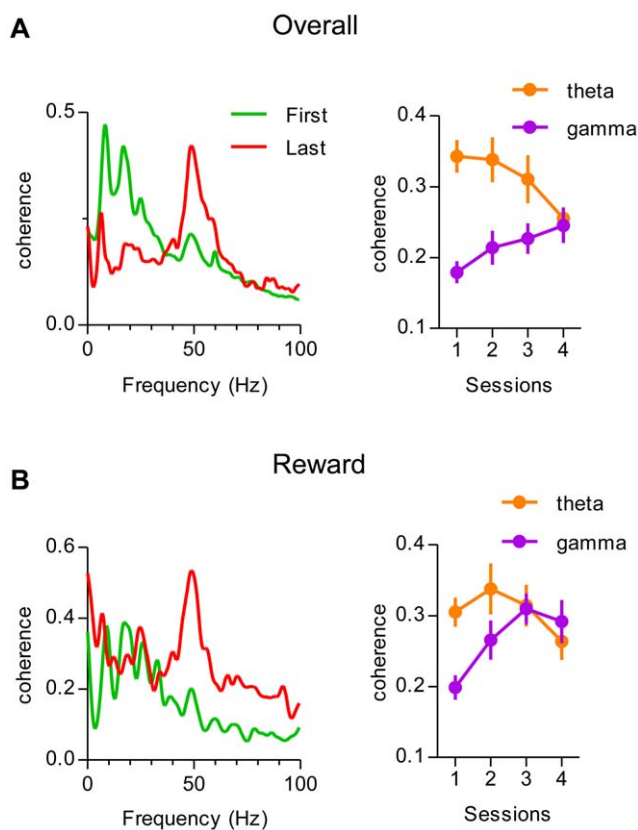 A
Overall
First
Last
coherence
0.5
0.0
0
50
100
Frequency (Hz)
theta
gamma
coherence
0.4
0.3
0.2
0.1
1
2
3
4
Sessions
B
Reward
coherence
0.6
0.4
0.2
0.0
0
50
100
Frequency (Hz)
theta
gamma
coherence
0.4
0.3
0.2
0.1
1
2
3
4
Sessions